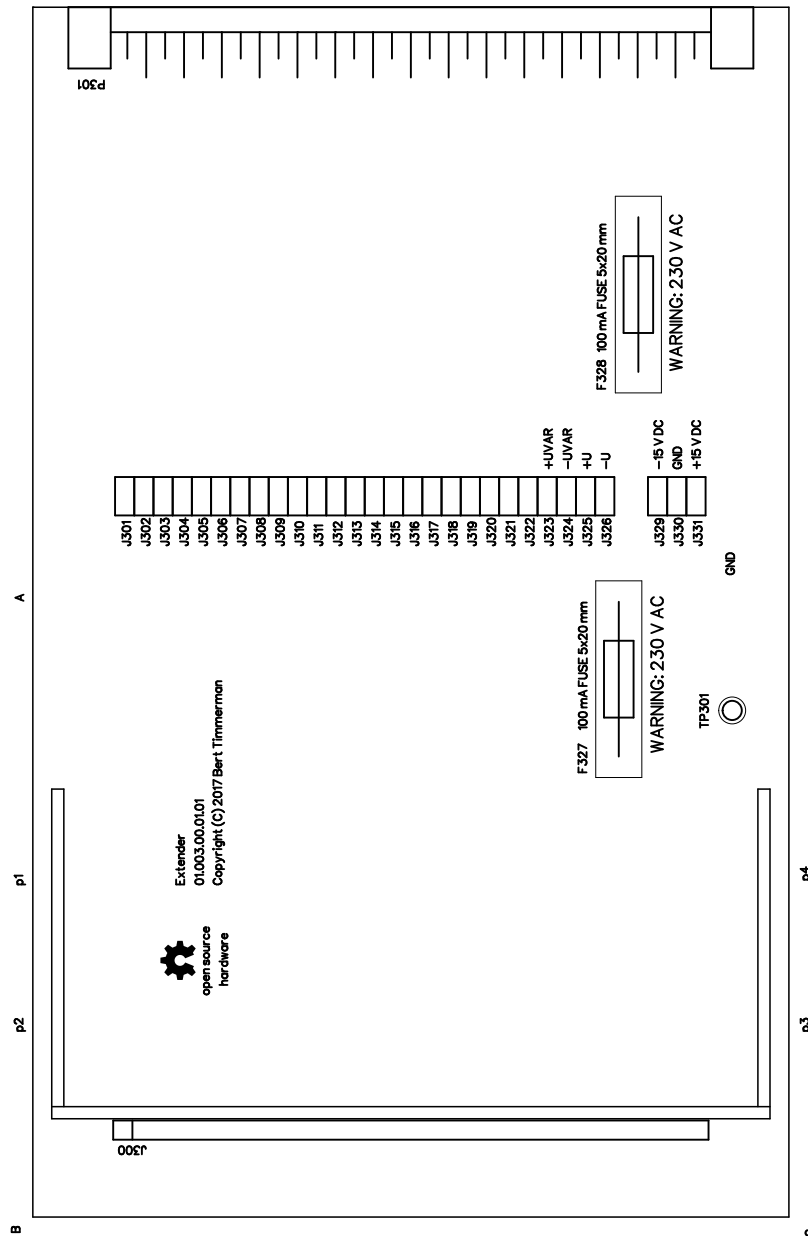 P301
F328 100 mA FUSE 5x20 mm
WARNING: 230 V AC
+UVAR
-UVAR
+U
-U
-15 V DC
GND
+15 V DC
J301
J302
J303
J304
J305
J306
J307
J308
J309
J310
J311
J312
J313
J314
J315
J316
J317
J318
J319
J320
J321
J322
J323
J324
J325
J326
J329
J330
J331
GND
A
F327 100 mA FUSE 5x20 mm
WARNING: 230 V AC
TP301
Extender
01.003.00.01.01
Copyright (C) 2017 Bert Timmerman
open source
hardware
p1
p4
p2
p3
J300
B